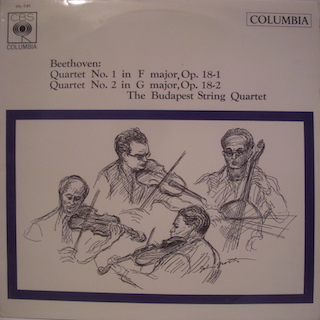 CBS
COLUMBIA
COLUMBIA
Beethoven:
Quartet No. 1 in F major, Op. 18-1
Quartet No. 2 in G major, Op. 18-2
The Budapest String Quartet